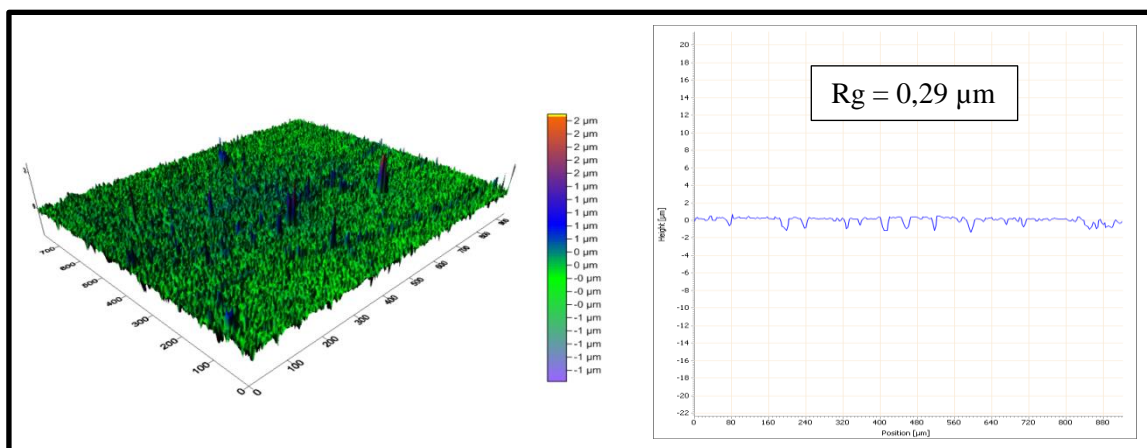 2 µm
2 µm
2 µm
2 µm
2 µm
1 µm
1 µm
1 µm
1 µm
1 µm
0 µm
0 µm
-0 µm
-0 µm
-0 µm
-1 µm
-1 µm
-1 µm
-1 µm
-1 µm
700
600
500
400
300
200
100
0
0
100
200
300
400
500
600
700
Rg = 0,29 µm
Height [µm]
20
18
16
14
12
10
8
6
4
2
0
-2
-4
-6
-8
-10
-12
-14
-16
-18
-20
-22
0 80 160 240 320 400 480 560 640 720 800 880
Position [µm]